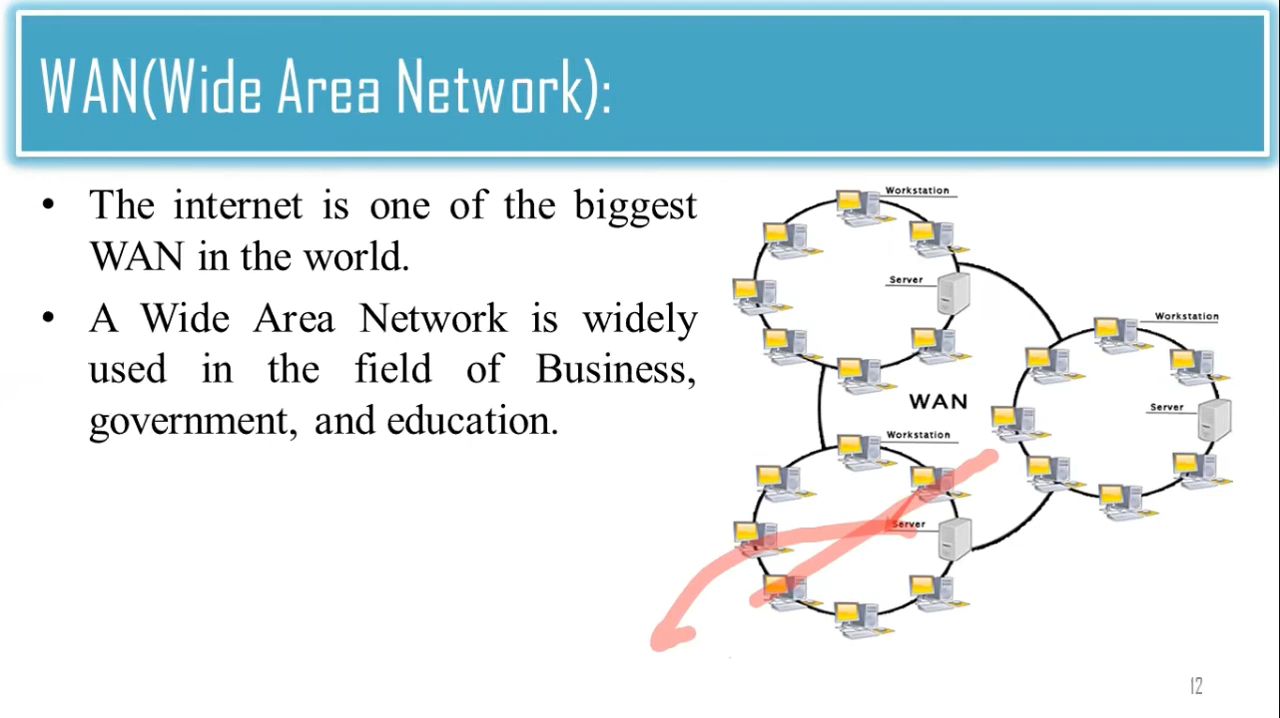 WAN(Wide Area Network):
• The internet is one of the biggest
WAN in the world.
• A Wide Area Network is widely
used in the field of Business,
government, and education.
Workstation
Server
Workstation
Server
WAN
Workstation
Server
12